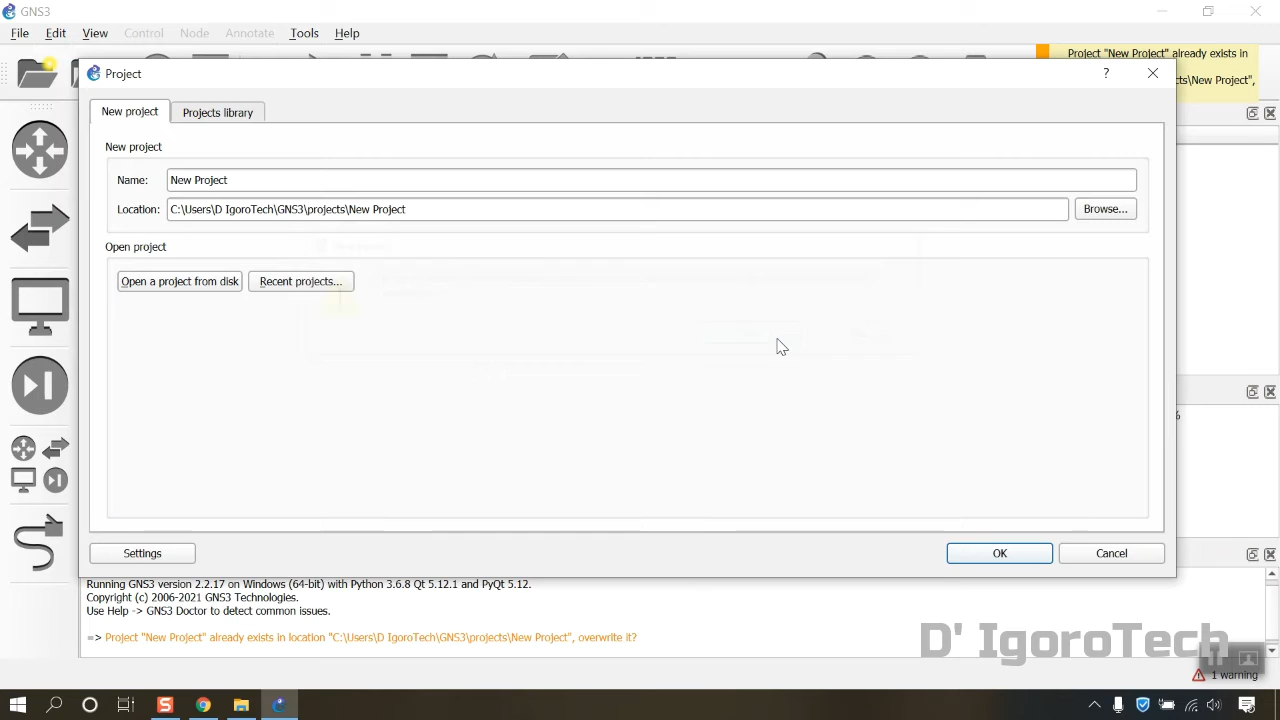 GNS3
File Edit View Control Node Annotate Tools Help
Project "New Project" already exists in
cts\New Project",
Project
?
New project Projects library
New project
Name: New Project
Location: C:\Users\D IgoroTech\GNS3\projects\New Project Browse...
Open project
Open a project from disk Recent projects...
%
Settings OK Cancel
Running GNS3 version 2.2.17 on Windows (64-bit) with Python 3.6.8 Qt 5.12.1 and PyQt 5.12.
Copyright (c) 2006-2021 GNS3 Technologies.
Use Help -> GNS3 Doctor to detect common issues.
=> Project "New Project" already exists in location "C:\Users\D IgoroTech\GNS3\projects\New Project", overwrite it?
D' IgoroTech
1 warning